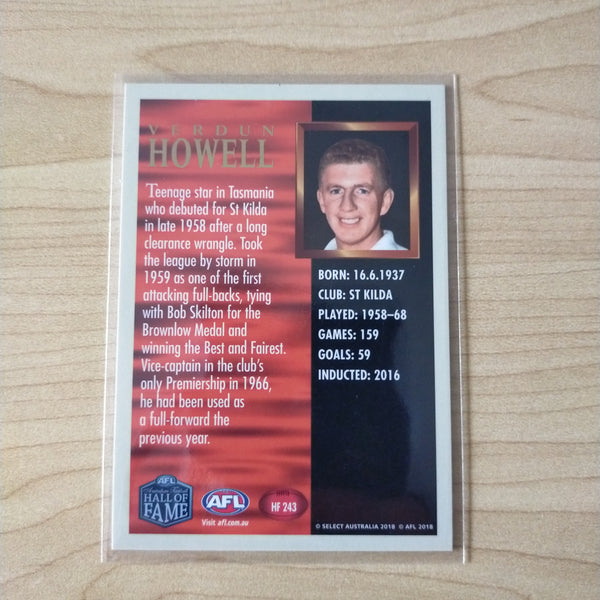 VERDUN
HOWELL
Teenage star in Tasmania
who debuted for St Kilda
in late 1958 after a long
clearance wrangle. Took
the league by storm in
1959 as one of the first
attacking full-backs, tying
with Bob Skilton for the
Brownlow Medal and
winning the Best and Fairest.
Vice-captain in the club's
only Premiership in 1966,
he had been used as
a full-forward the
previous year.
BORN: 16.6.1937
CLUB: ST KILDA
PLAYED: 1958–68
GAMES: 159
GOALS: 59
INDUCTED: 2016
AFL
Australian Football
HALL OF
FAME
AFL
Visit afl.com.au
HF 243
© SELECT AUSTRALIA 2018 © AFL 2018